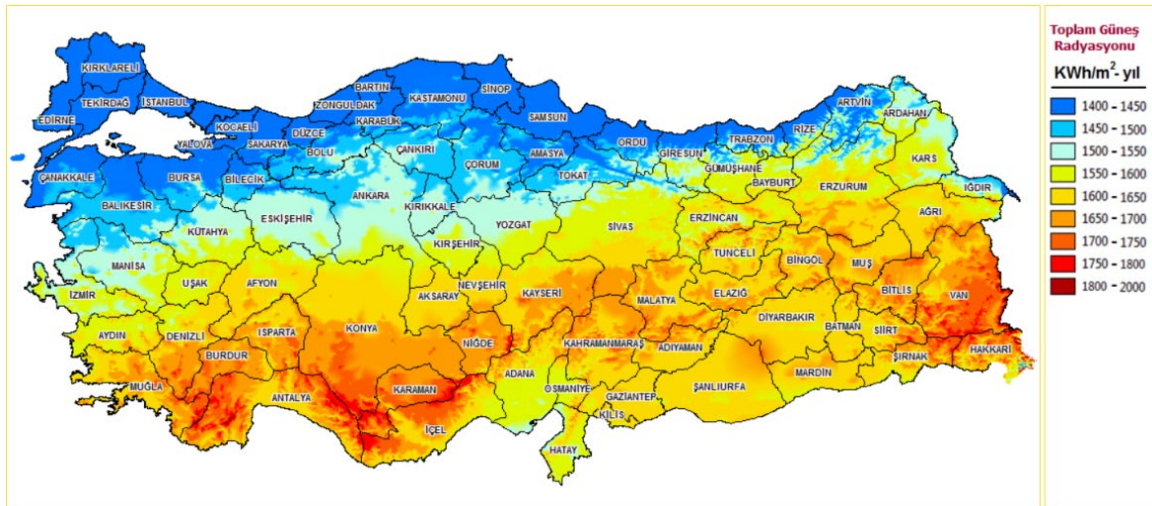 Toplam Güneş
Radyasyonu
KWh/m²- yıl
1400 - 1450
1450 - 1500
1500 - 1550
1550 - 1600
1600 - 1650
1650 - 1700
1700 - 1750
1750 - 1800
1800 - 2000
KIRKLARELİ
TEKİRDAĞ
İSTANBUL
EDİRNE
KOCAELİ
YALOVA
SAKARYA
DÜZCE
ZONGULDAK
BARTIN
KARABÜK
KASTAMONU
SİNOP
SAMSUN
ORDU
GİRESUN
TRABZON
RİZE
ARTVİN
ARDAHAN
KARS
IĞDIR
AĞRI
ÇANAKKALE
BURSA
BİLECİK
BOLU
ÇANKIRI
ÇORUM
AMASYA
TOKAT
GÜMÜŞHANE
BAYBURT
ERZURUM
BALIKESİR
KÜTAHYA
ESKİŞEHİR
ANKARA
KIRIKKALE
YOZGAT
SİVAS
ERZİNCAN
MANİSA
UŞAK
AFYON
KIRŞEHİR
NEVŞEHİR
AKSARAY
KAYSERİ
MALATYA
TUNCELİ
ELAZIĞ
BİNGÖL
MUŞ
BİTLİS
VAN
İZMİR
AYDIN
DENİZLİ
ISPARTA
BURDUR
KONYA
NİĞDE
KAHRAMANMARAŞ
ADIYAMAN
DİYARBAKIR
BATMAN
SİİRT
ŞIRNAK
HAKKARİ
MUĞLA
ANTALYA
KARAMAN
İÇEL
ADANA
OSMANİYE
GAZİANTEP
KİLİS
ŞANLIURFA
MARDİN
HATAY